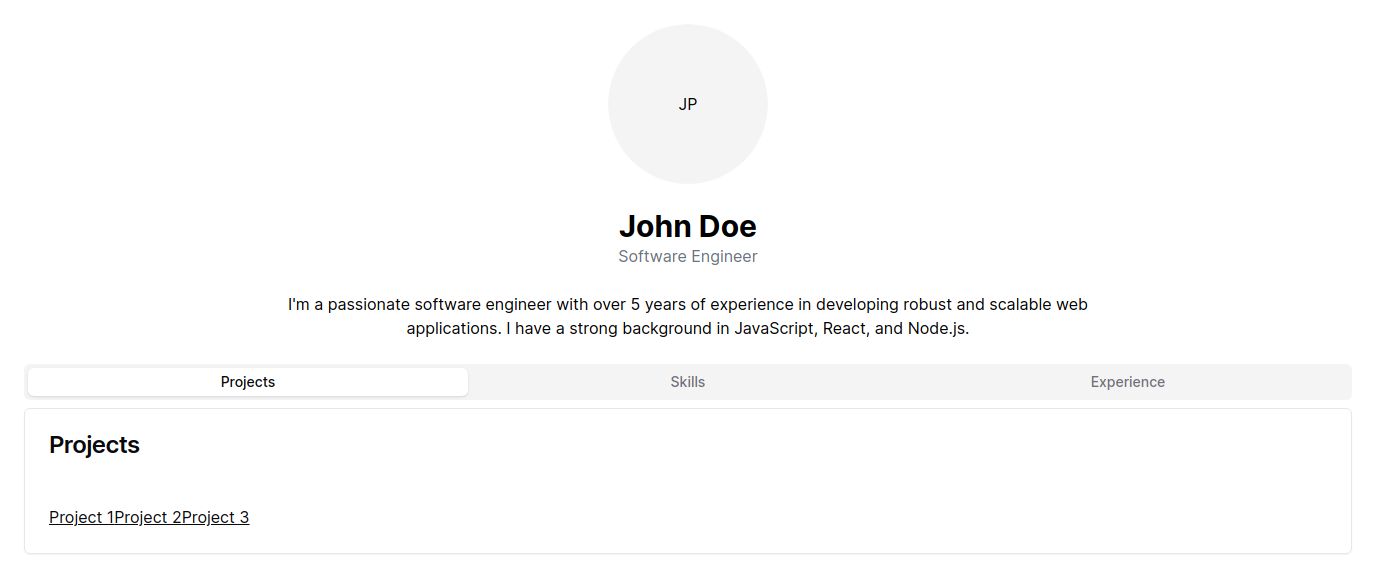 JP
John Doe
Software Engineer
I'm a passionate software engineer with over 5 years of experience in developing robust and scalable web
applications. I have a strong background in JavaScript, React, and Node.js.
Projects Skills Experience
Projects
Project 1Project 2Project 3